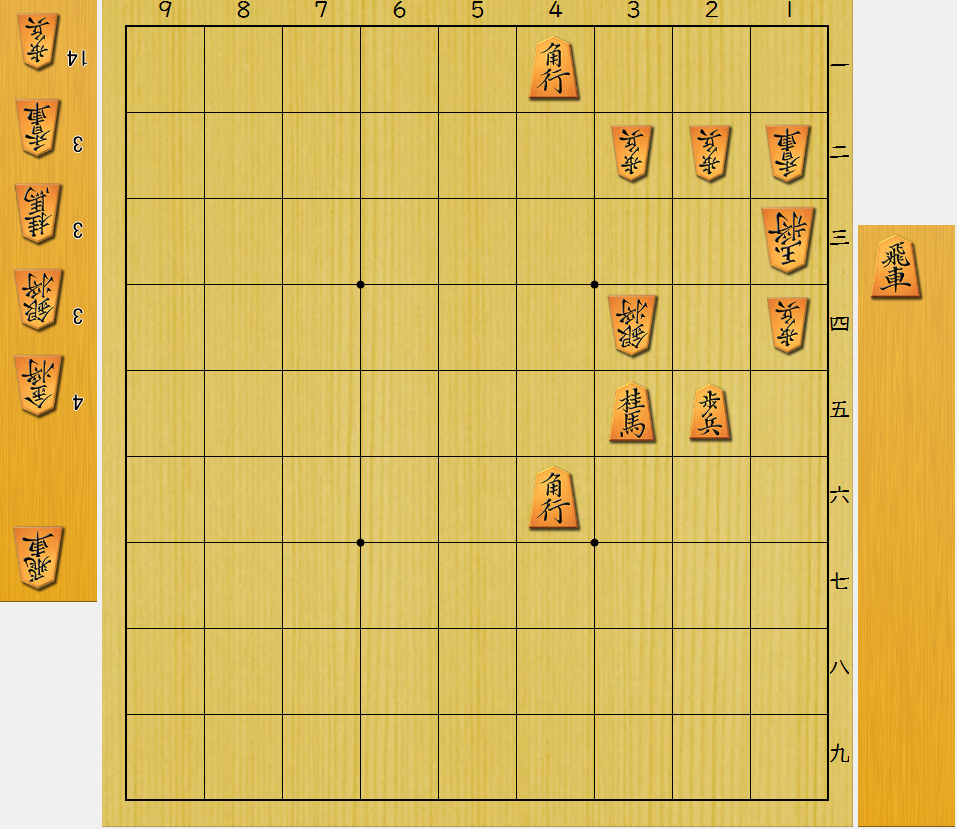 9 8 7 6 5 4 3 2 1
歩兵 14
香車 3
桂馬 3
銀将 3
金将 4
飛車
角行 一
歩兵 歩兵 香車 二
玉将 三
銀将 歩兵 四
桂馬 歩兵 五
角行 六
七
八
九
飛車